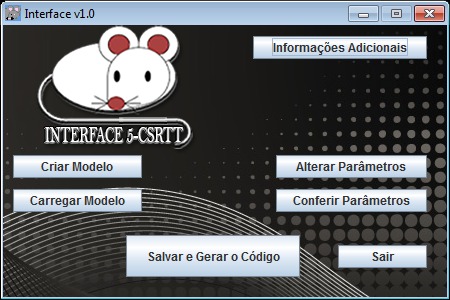 Interface v1.0
Informações Adicionais
INTERFACE 5-CSRTT
Criar Modelo
Alterar Parâmetros
Carregar Modelo
Conferir Parâmetros
Salvar e Gerar o Código
Sair